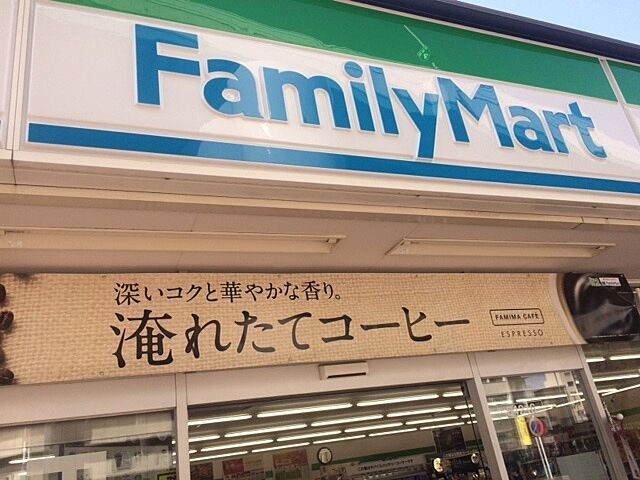 FamilyMart
深いコクと華やかな香り。
淹れたてコーヒー
FAMIMA CAFE
ESPRESSO